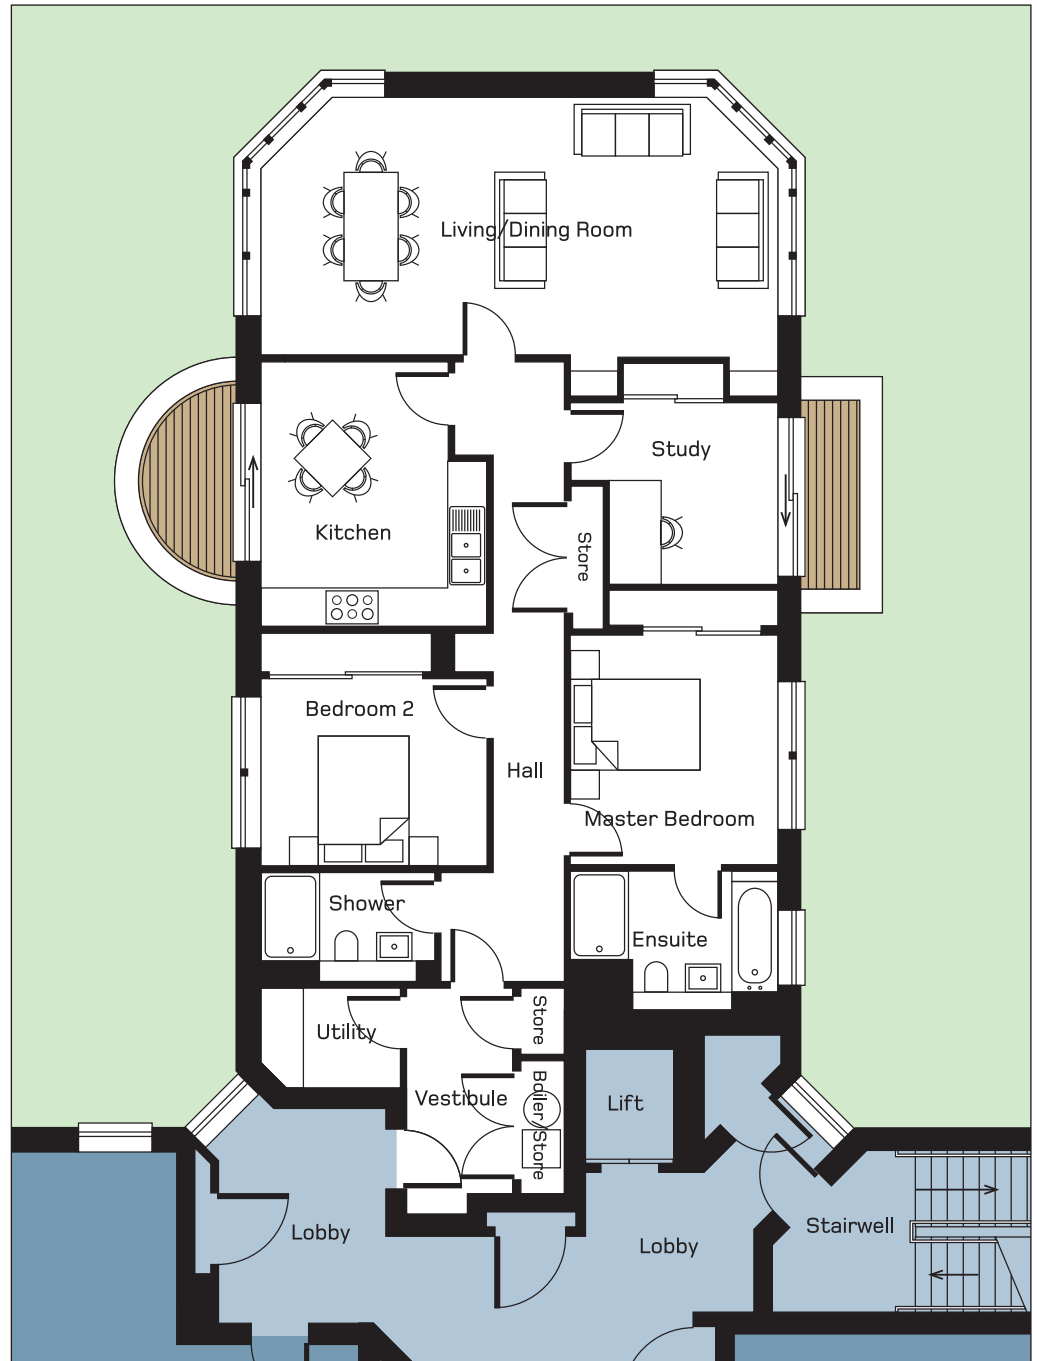 Living/Dining Room
Study
Kitchen
Store
Bedroom 2
Hall
Master Bedroom
Shower
Ensuite
Utility
Store
Vestibule
Boiler/Store
Lift
Lobby
Lobby
Stairwell